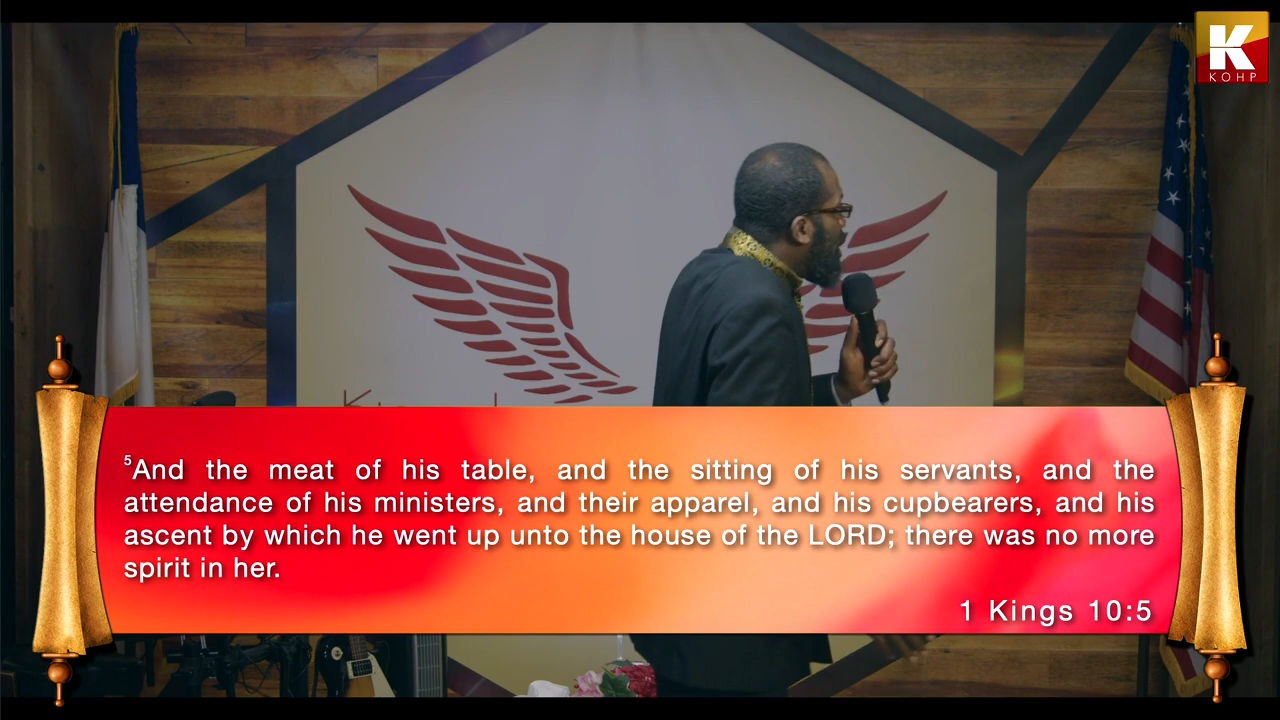 K
KOHP
⁵And the meat of his table, and the sitting of his servants, and the
attendance of his ministers, and their apparel, and his cupbearers, and his
ascent by which he went up unto the house of the LORD; there was no more
spirit in her.
1 Kings 10:5